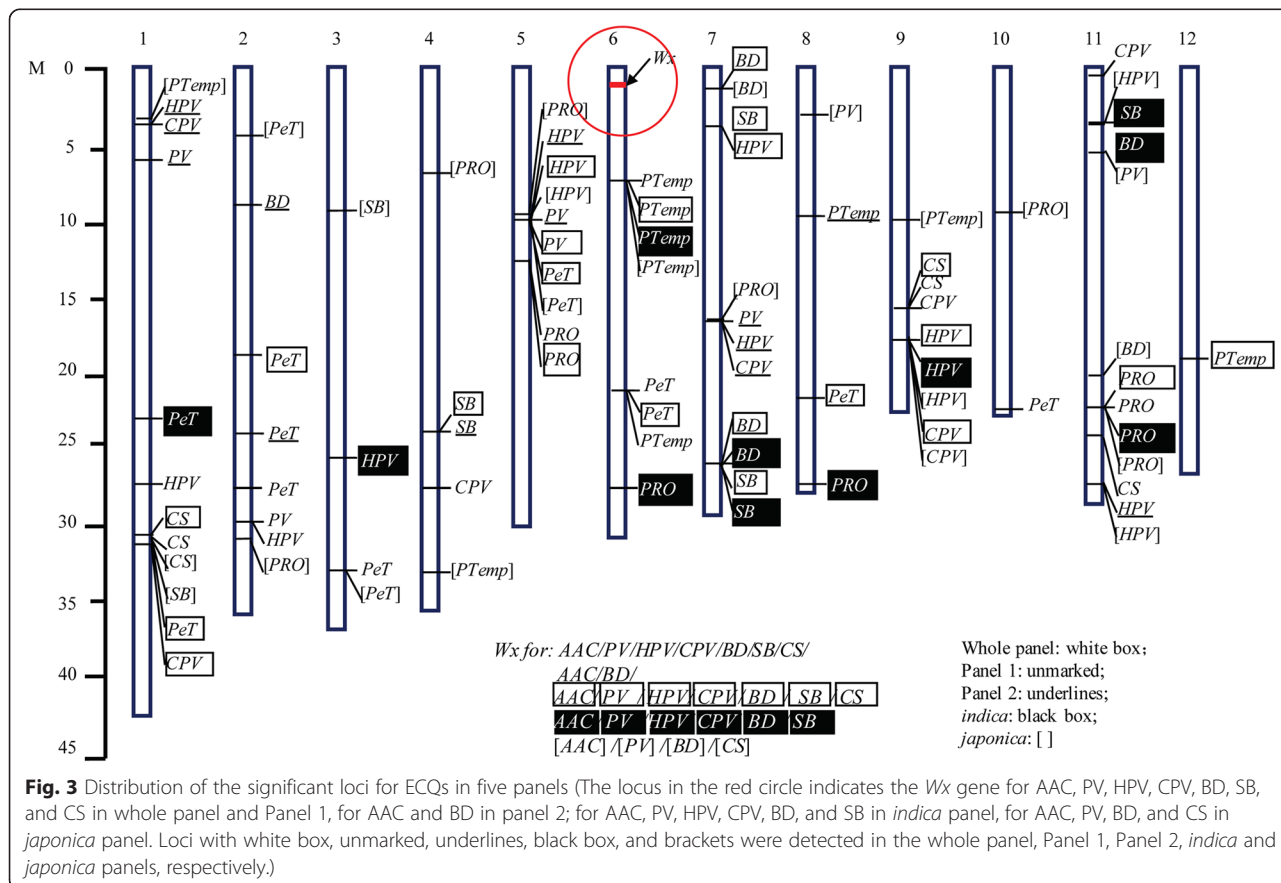 1 2 3 4 5 6 7 8 9 10 11 12
M
0
5
10
15
20
25
30
35
40
45
[PTemp]
HPV
CPV
PV
PeT
HPV
CS
CS
[CS]
[SB]
PeT
CPV
[PeT]
BD
PeT
PeT
PeT
PV
HPV
[PRO]
[SB]
HPV
PeT
[PeT]
[PRO]
SB
SB
CPV
[PTemp]
[PRO]
HPV
HPV
[HPV]
PV
PV
PeT
[PeT]
PRO
PRO
Wx
PTemp
PTemp
PTemp
[PTemp]
PeT
PeT
PTemp
PRO
BD
[BD]
SB
HPV
[PRO]
PV
HPV
CPV
BD
BD
SB
SB
[PV]
PTemp
PeT
PRO
[PTemp]
CS
CS
CPV
HPV
HPV
[HPV]
CPV
[CPV]
[PRO]
PeT
CPV
[HPV]
SB
BD
[PV]
[BD]
PRO
PRO
PRO
[PRO]
CS
HPV
[HPV]
PTemp
Wx for: AAC/PV/HPV/CPV/BD/SB/CS/
AAC/BD/
AAC/PV/HPV/CPV/BD/SB/CS
AAC PV HPV CPV BD SB
[AAC] /[PV] /[BD] /[CS]
Whole panel: white box;
Panel 1: unmarked;
Panel 2: underlines;
indica: black box;
japonica: [ ]
Fig. 3 Distribution of the significant loci for ECQs in five panels (The locus in the red circle indicates the Wx gene for AAC, PV, HPV, CPV, BD, SB,
and CS in whole panel and Panel 1, for AAC and BD in panel 2; for AAC, PV, HPV, CPV, BD, and SB in indica panel, for AAC, PV, BD, and CS in
japonica panel. Loci with white box, unmarked, underlines, black box, and brackets were detected in the whole panel, Panel 1, Panel 2, indica and
japonica panels, respectively.)